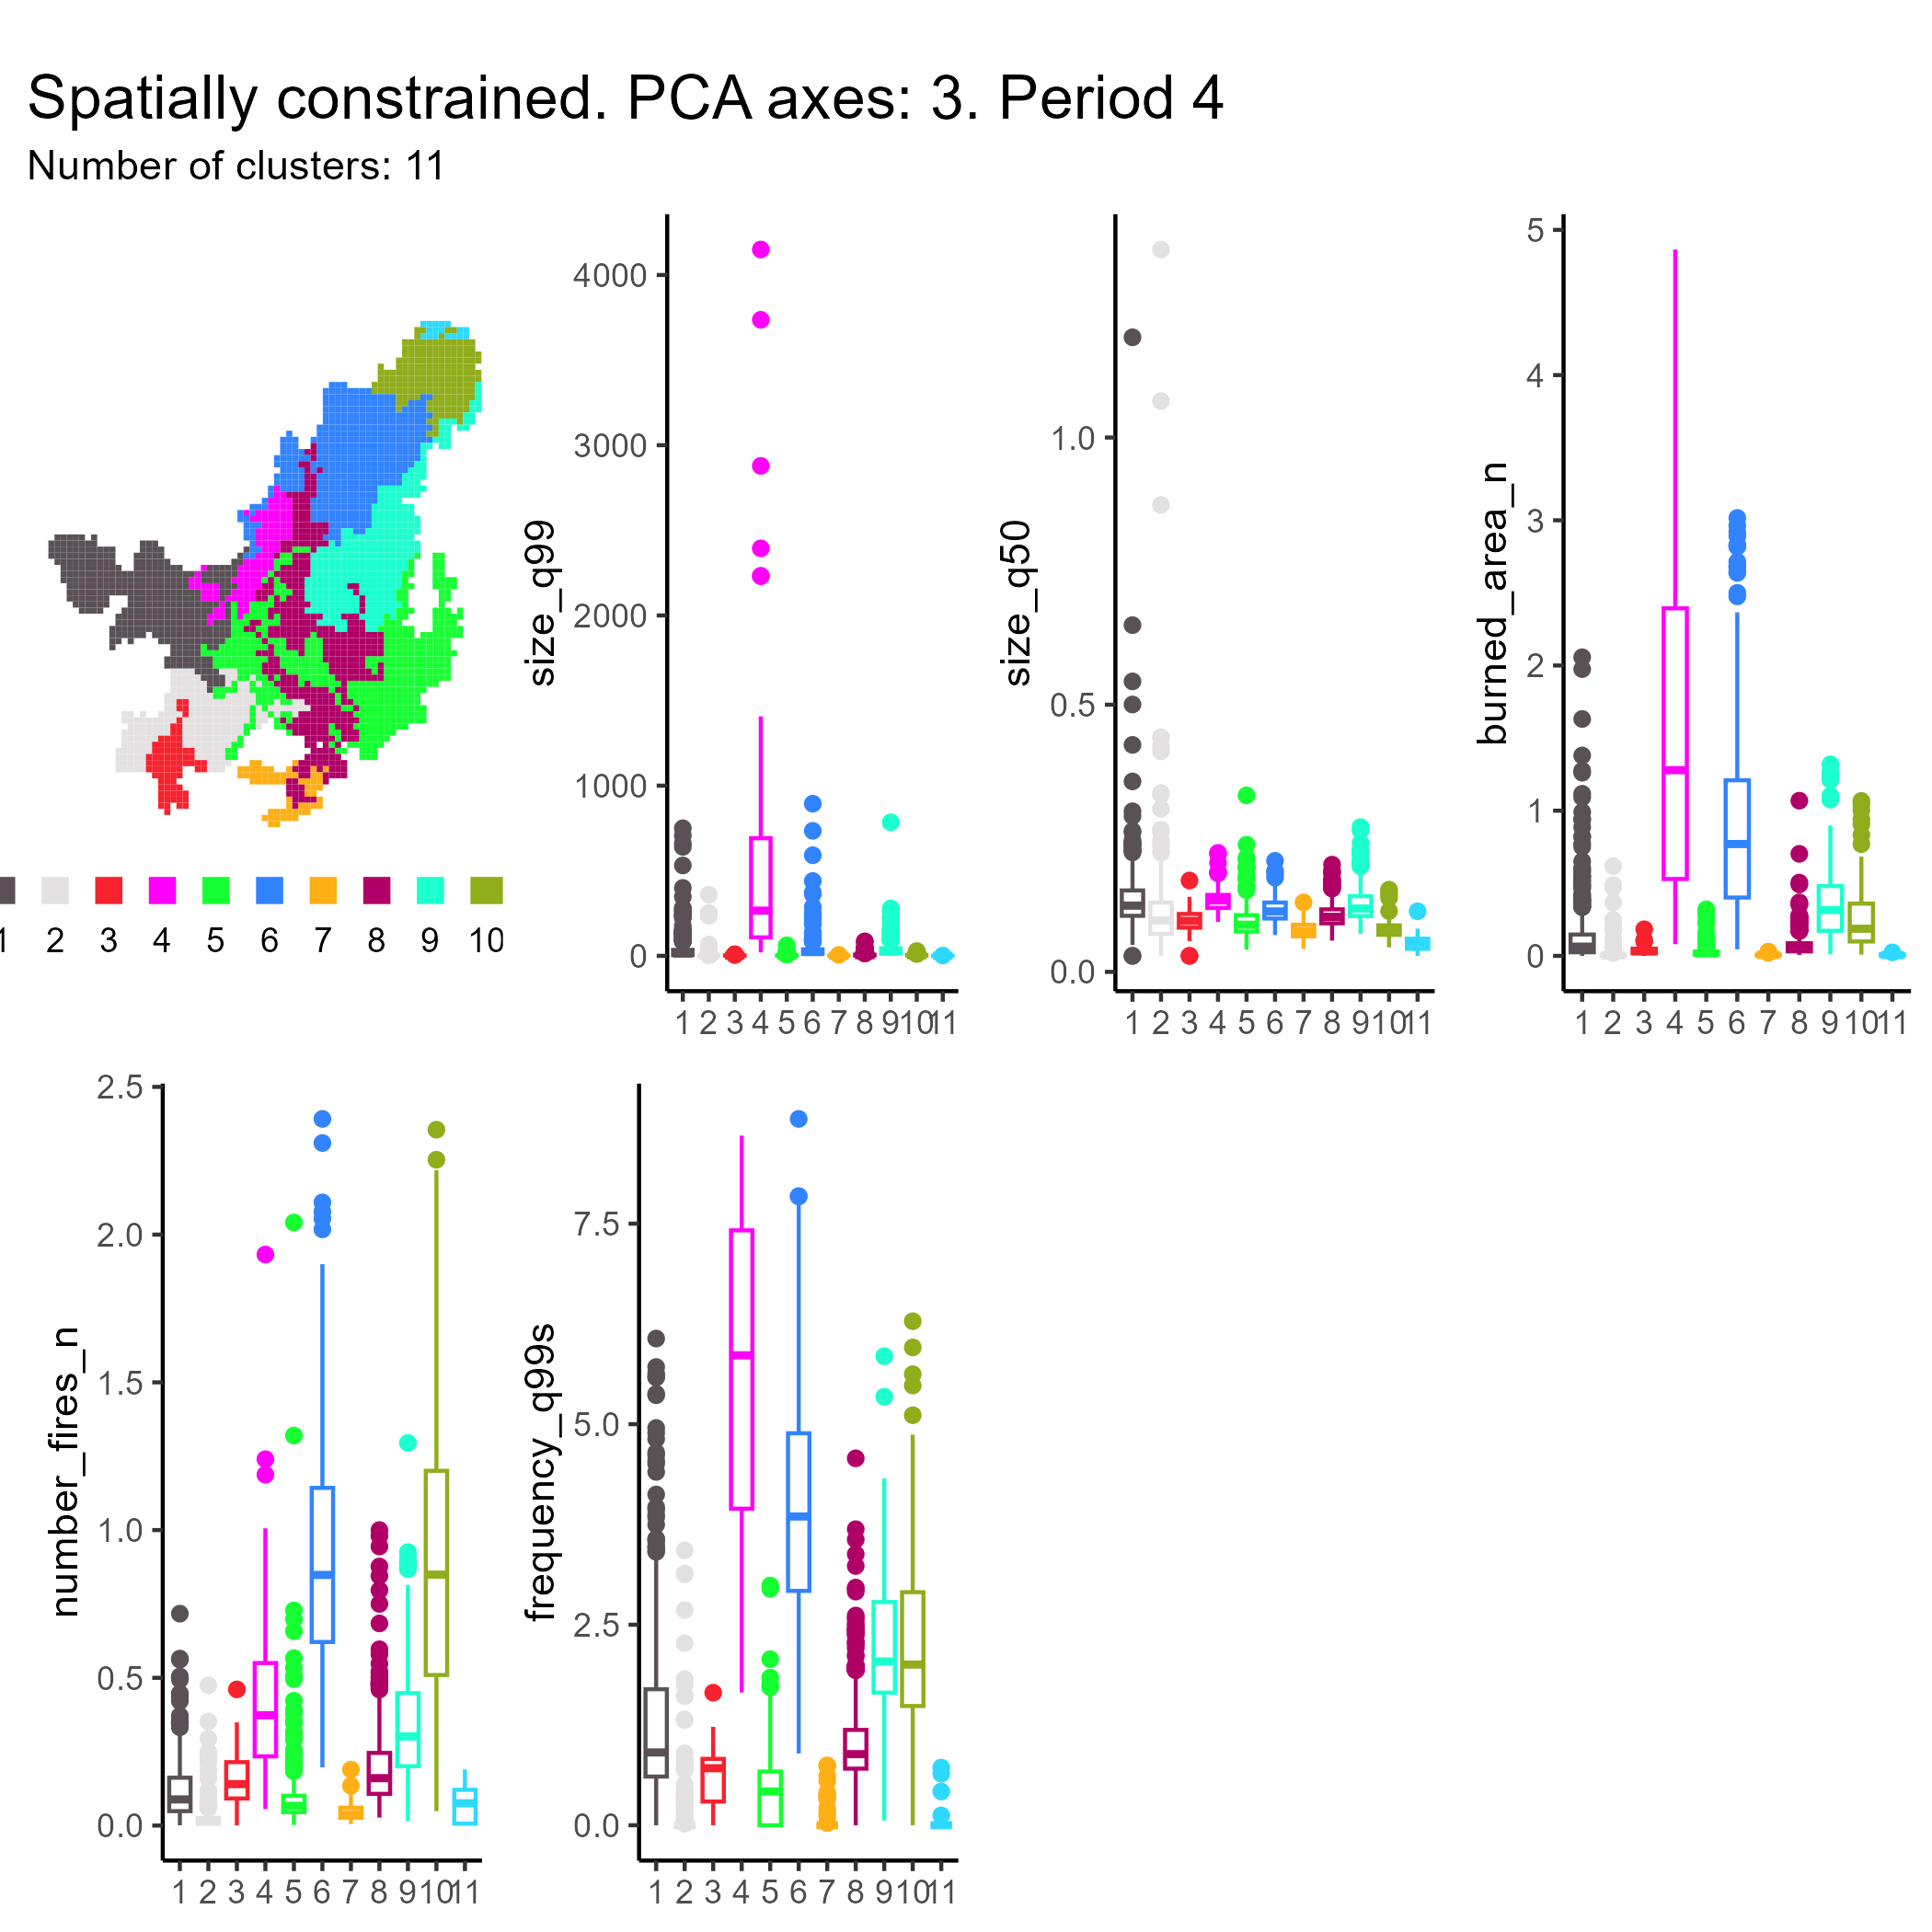 Spatially constrained. PCA axes: 3. Period 4
Number of clusters: 11
1 2 3 4 5 6 7 8 9 10
size_q99
4000
3000
2000
1000
0
1 2 3 4 5 6 7 8 9 10 11
size_q50
1.0
0.5
0.0
1 2 3 4 5 6 7 8 9 10 11
burned_area_n
5
4
3
2
1
0
1 2 3 4 5 6 7 8 9 10 11
number_fires_n
2.5
2.0
1.5
1.0
0.5
0.0
1 2 3 4 5 6 7 8 9 10 11
frequency_q99s
7.5
5.0
2.5
0.0
1 2 3 4 5 6 7 8 9 10 11